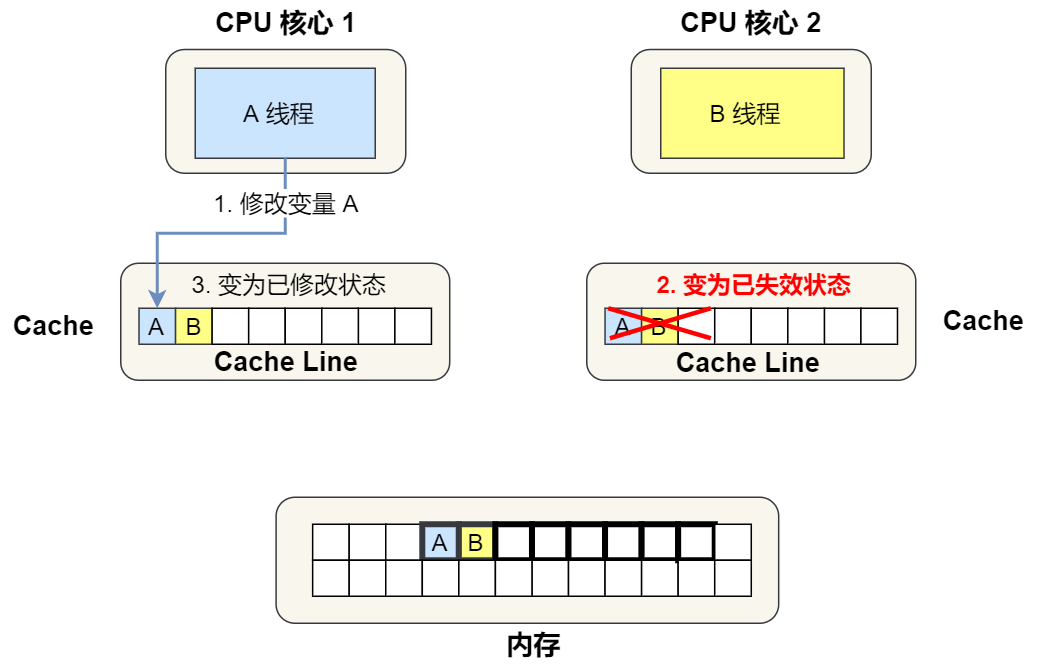 CPU 核心 1
CPU 核心 2
A 线程
B 线程
1. 修改变量 A
3. 变为已修改状态
2. 变为已失效状态
Cache
A B
A B
Cache
Cache Line
Cache Line
A B
内存